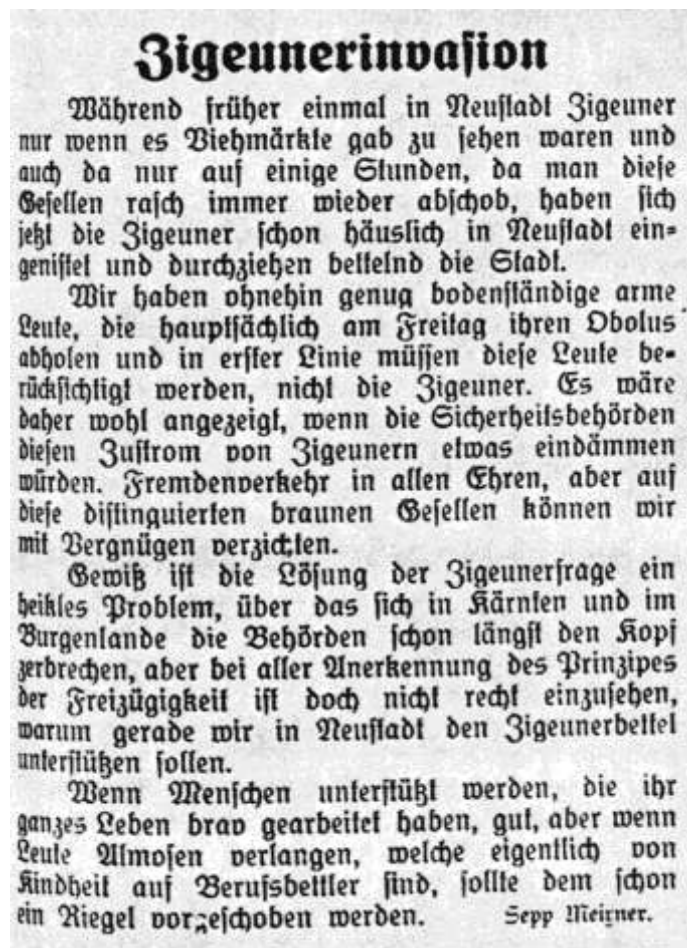 Zigeunerinvasion
Während früher einmal in Neustadt Zigeuner
nur wenn es Viehmärkte gab zu sehen waren und
auch da nur auf einige Stunden, da man diese
Gesellen rasch immer wieder abschob, haben sich
jetzt die Zigeuner schon häuslich in Neustadt ein-
genistet und durchziehen bettelnd die Stadt.
Wir haben ohnehin genug bodenständige arme
Leute, die hauptsächlich am Freitag ihren Obolus
abholen und in erster Linie müssen diese Leute be-
rücksichtigt werden, nicht die Zigeuner. Es wäre
daher wohl angezeigt, wenn die Sicherheitsbehörden
diesen Zustrom von Zigeunern etwas eindämmen
würden. Fremdenverkehr in allen Ehren, aber auf
diese distinguierten braunen Gesellen können wir
mit Vergnügen verzichten.
Gewiß ist die Lösung der Zigeunerfrage ein
heikles Problem, über das sich in Kärnten und im
Burgenlande die Behörden schon längst den Kopf
zerbrechen, aber bei aller Anerkennung des Prinzipes
der Freizügigkeit ist doch nicht recht einzusehen,
warum gerade wir in Neustadt den Zigeunerbettel
unterstützen sollen.
Wenn Menschen unterstützt werden, die ihr
ganzes Leben brav gearbeitet haben, gut, aber wenn
Leute Almosen verlangen, welche eigentlich von
Kindheit auf Berufsbettler sind, sollte dem schon
ein Riegel vorgeschoben werden. Sepp Meixner.